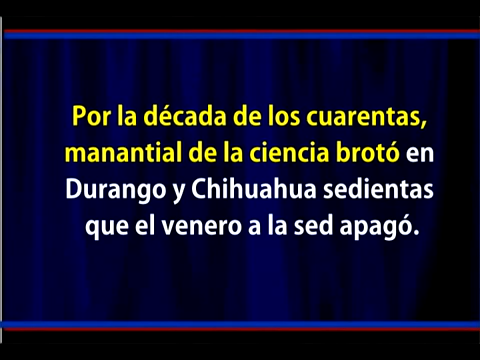 Por la década de los cuarentas,
manantial de la ciencia brotó en
Durango y Chihuahua sedientas
que el venero a la sed apagó.